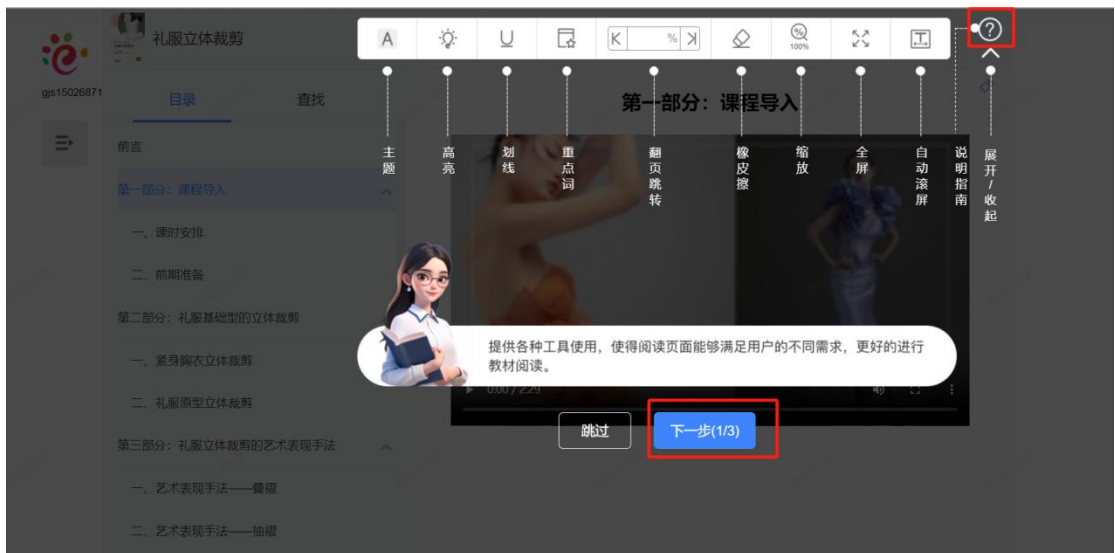 礼服立体裁剪
A
%
100%
gjs15026871
目录
查找
第一部分：课程导入
前言
主题
高亮
划线
重点词
翻页跳转
橡皮擦
缩放
全屏
自动滚屏
说明指南
展开/收起
第一部分：课程导入
一、课时安排
二、前期准备
第二部分：礼服基础型的立体裁剪
一、紧身胸衣立体裁剪
二、礼服原型立体裁剪
第三部分：礼服立体裁剪的艺术表现手法
一、艺术表现手法——叠褶
二、艺术表现手法——抽褶
提供各种工具使用，使得阅读页面能够满足用户的不同需求，更好的进行
教材阅读。
0:00 / 2:29
跳过
下一步(1/3)